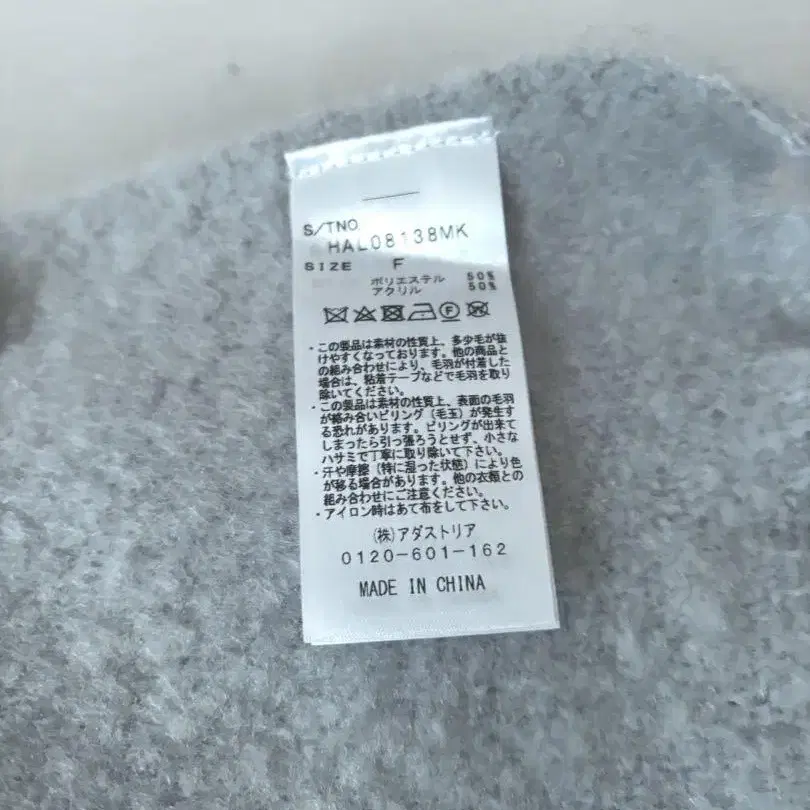 S/TNO.
HAL08138MK
SIZE F
ポリエステル 50%
アクリル 50%
・この製品は素材の性質上、多少毛が抜
けやすくなっております。他の商品と
の組み合わせにより、毛羽が付着した
場合は、粘着テープなどで毛羽を取り
除いてください。
・この製品は素材の性質上、表面の毛羽
が絡み合いピリング（毛玉）が発生す
る恐れがあります。ピリングが出来て
しまったら引っ張ろうとせず、小さな
ハサミで丁寧に取り除いて下さい。
・汗や摩擦（特に湿った状態）により色
が移る場合があります。他の衣類との
組み合わせにご注意ください。
・アイロン時はあて布をして下さい。
(株)アダストリア
0120-601-162
MADE IN CHINA